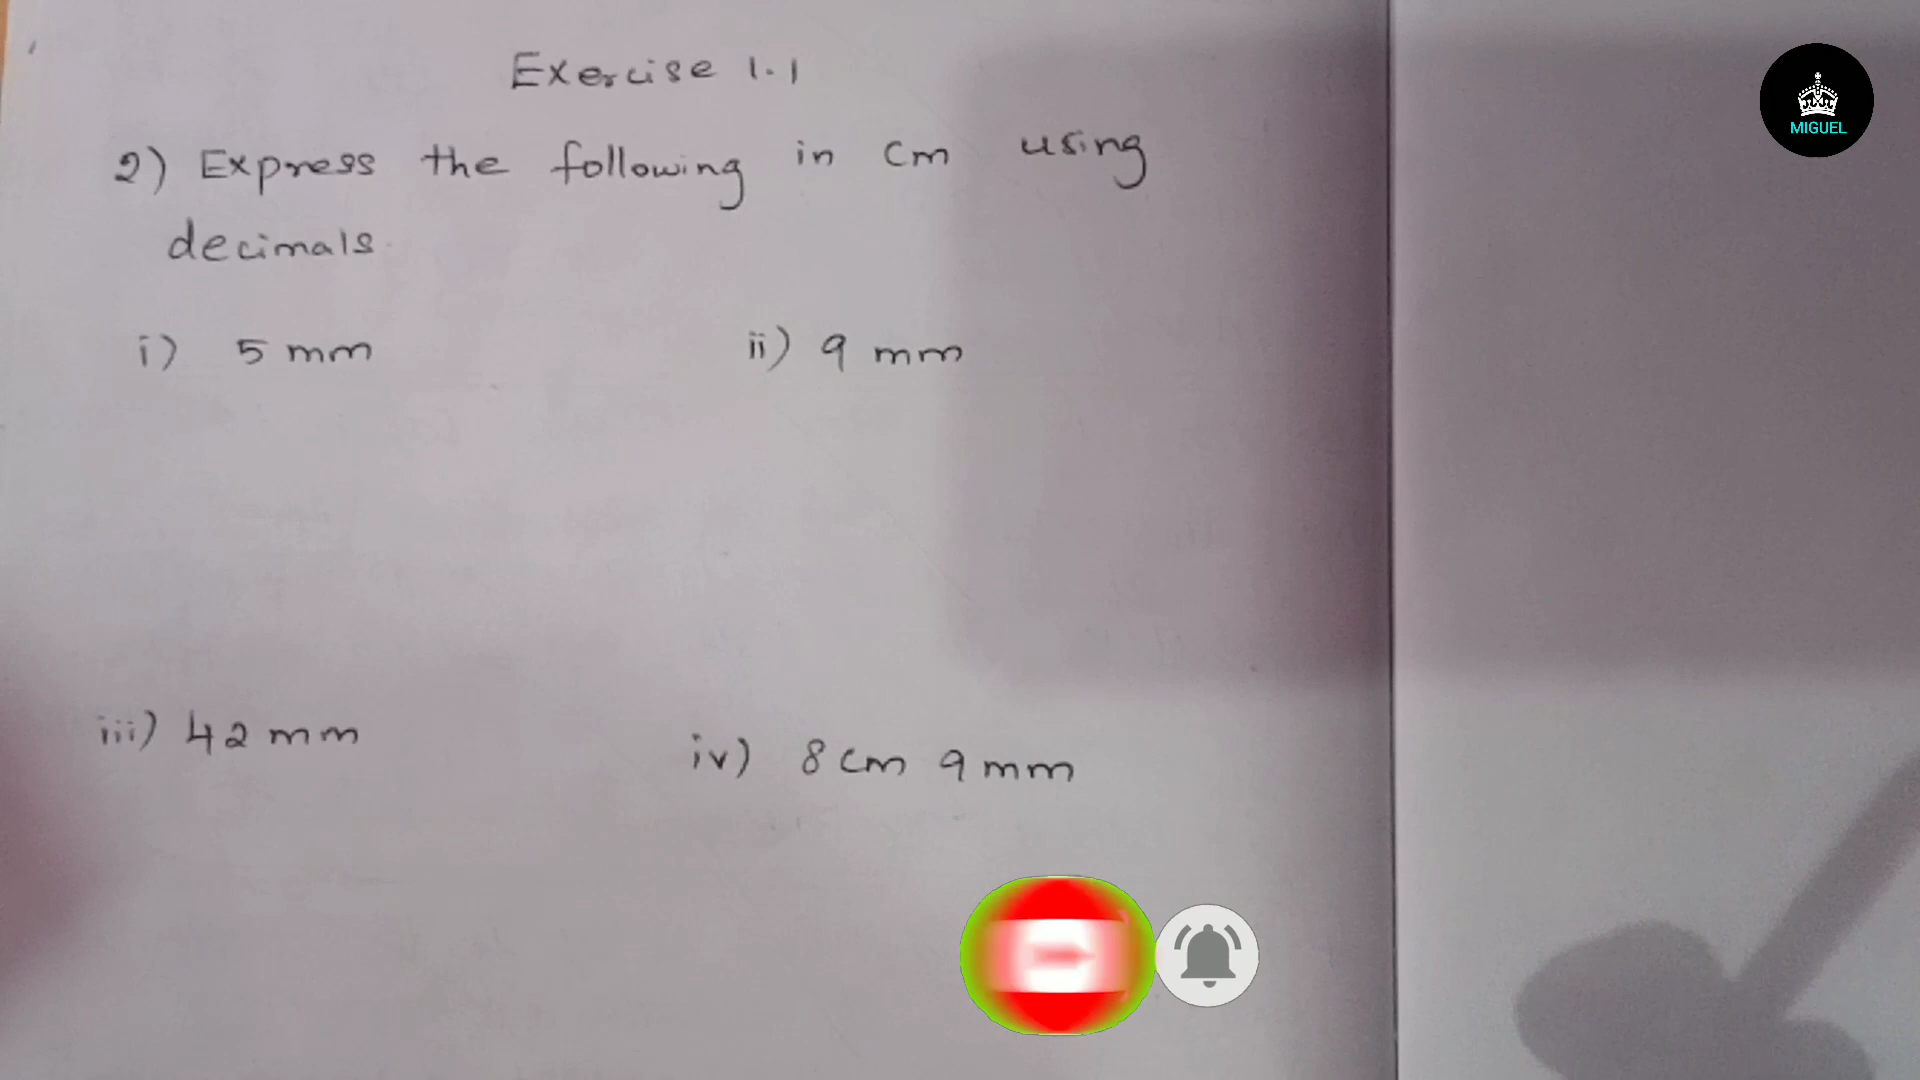 Exercise 1.1
2) Express the following in cm using
decimals
i) 5 mm ii) 9 mm
iii) 42 mm iv) 8 cm 9 mm
MIGUEL